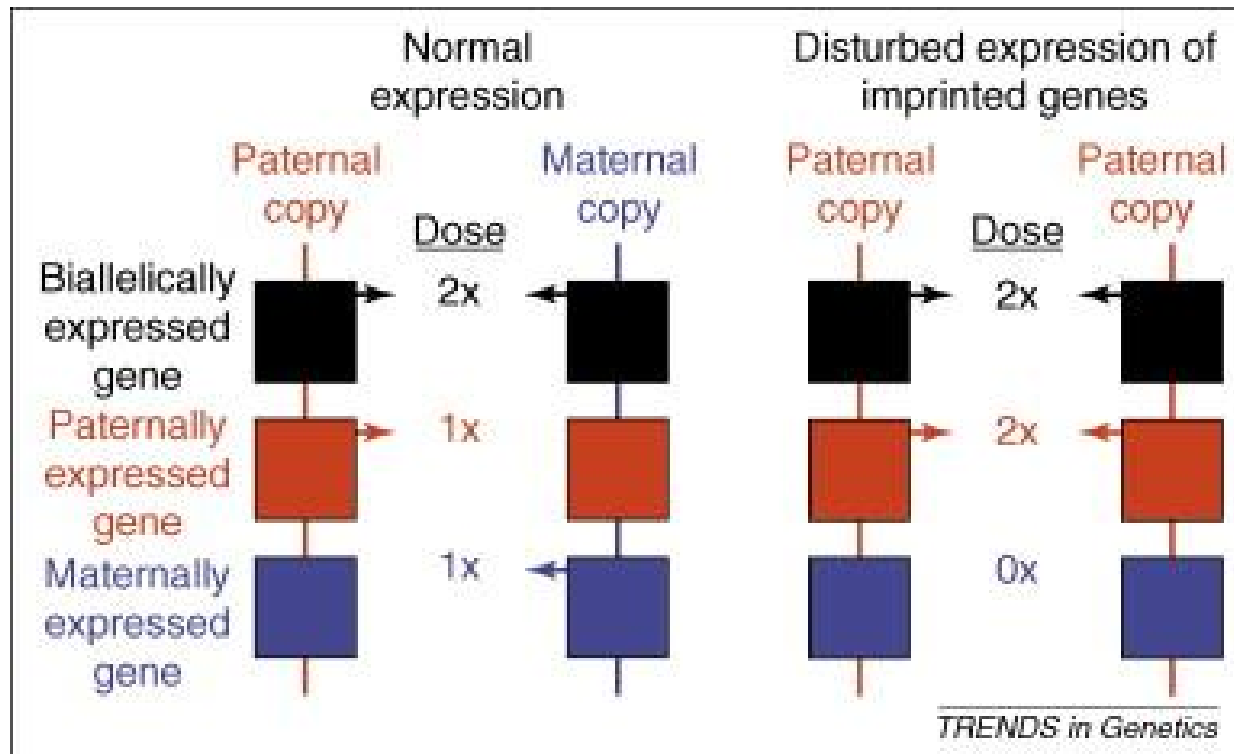 Normal
expression
Disturbed expression of
imprinted genes
Paternal
copy
Maternal
copy
Paternal
copy
Paternal
copy
Dose
Dose
Biallelically
expressed
gene
2x
2x
Paternally
expressed
gene
1x
2x
Maternally
expressed
gene
1x
0x
TRENDS in Genetics